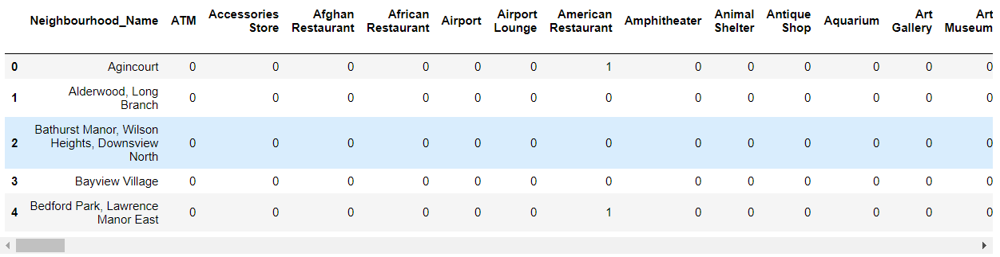 Neighbourhood_Name ATM Accessories Store Afghan Restaurant African Restaurant Airport Airport Lounge American Restaurant Amphitheater Animal Shelter Antique Shop Aquarium Art Gallery Art Museum
0 Agincourt 0 0 0 0 0 0 1 0 0 0 0 0 0
1 Alderwood, Long Branch 0 0 0 0 0 0 0 0 0 0 0 0 0
2 Bathurst Manor, Wilson Heights, Downsview North 0 0 0 0 0 0 0 0 0 0 0 0 0
3 Bayview Village 0 0 0 0 0 0 0 0 0 0 0 0 0
4 Bedford Park, Lawrence Manor East 0 0 0 0 0 0 1 0 0 0 0 0 0